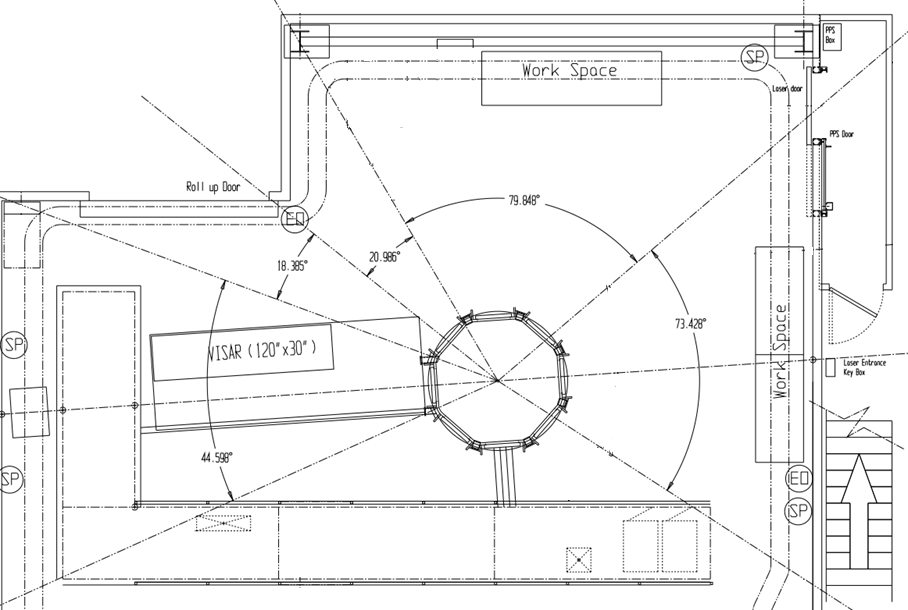 PPS
Box
SP
Work Space
Laser door
PPS Door
Roll up Door
79.848°
EQ
20.986°
18.385°
73.428°
SP
VISAR (120"x30")
Work Space
Laser Entrance
Key Box
44.598°
SP
EQ
SP